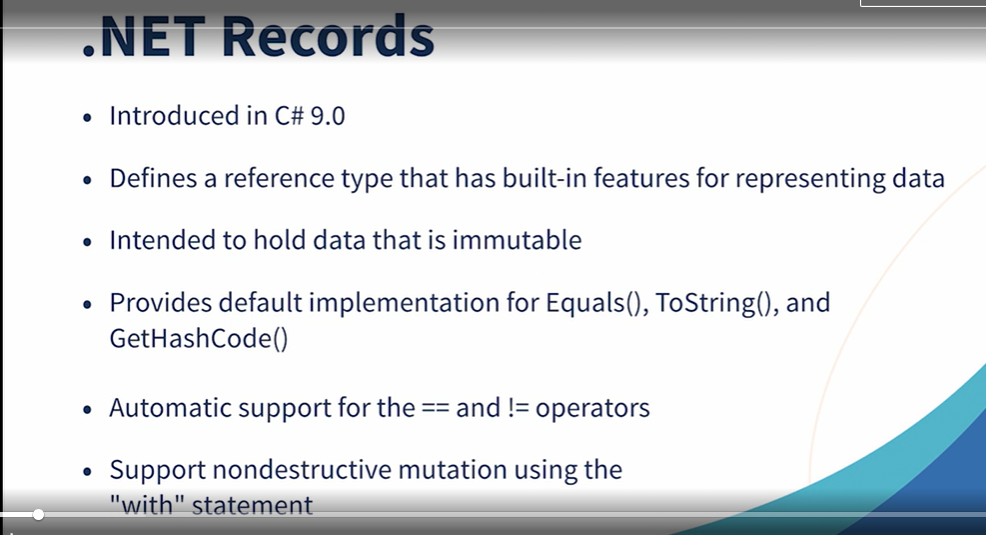 .NET Records
• Introduced in C# 9.0
• Defines a reference type that has built-in features for representing data
• Intended to hold data that is immutable
• Provides default implementation for Equals(), ToString(), and
GetHashCode()
• Automatic support for the == and != operators
• Support nondestructive mutation using the
"with" statement